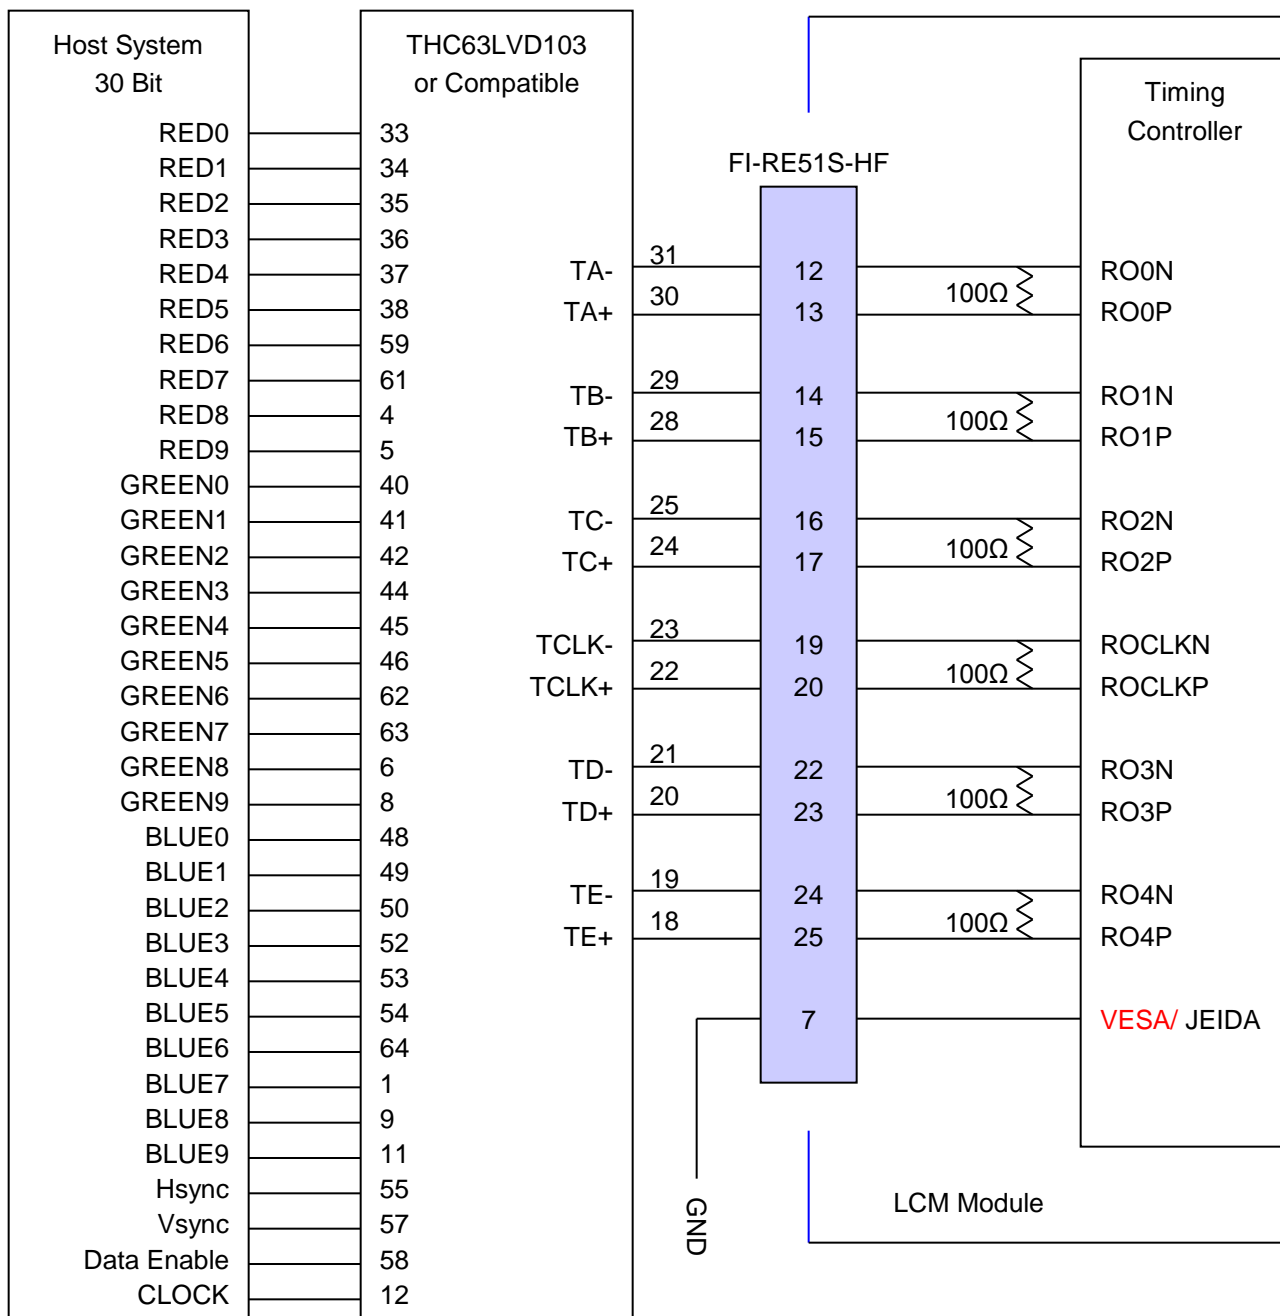 Host System
30 Bit
RED0
RED1
RED2
RED3
RED4
RED5
RED6
RED7
RED8
RED9
GREEN0
GREEN1
GREEN2
GREEN3
GREEN4
GREEN5
GREEN6
GREEN7
GREEN8
GREEN9
BLUE0
BLUE1
BLUE2
BLUE3
BLUE4
BLUE5
BLUE6
BLUE7
BLUE8
BLUE9
Hsync
Vsync
Data Enable
CLOCK
THC63LVD103
or Compatible
33
34
35
36
37
38
59
61
4
5
40
41
42
44
45
46
62
63
6
8
48
49
50
52
53
54
64
1
9
11
55
57
58
12
TA-
TA+
TB-
TB+
TC-
TC+
TCLK-
TCLK+
TD-
TD+
TE-
TE+
31
30
29
28
25
24
23
22
21
20
19
18
GND
FI-RE51S-HF
12
13
14
15
16
17
19
20
22
23
24
25
7
100Ω
100Ω
100Ω
100Ω
100Ω
100Ω
Timing
Controller
RO0N
RO0P
RO1N
RO1P
RO2N
RO2P
ROCLKN
ROCLKP
RO3N
RO3P
RO4N
RO4P
VESA/ JEIDA
LCM Module